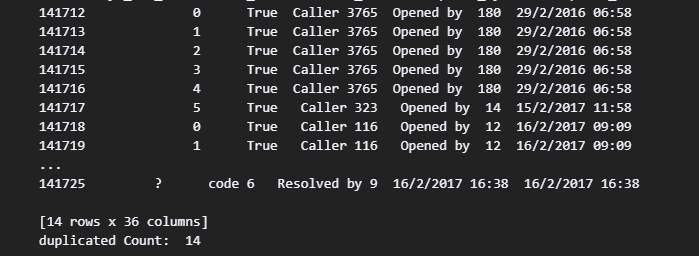 141712 0 True Caller 3765 Opened by 180 29/2/2016 06:58
141713 1 True Caller 3765 Opened by 180 29/2/2016 06:58
141714 2 True Caller 3765 Opened by 180 29/2/2016 06:58
141715 3 True Caller 3765 Opened by 180 29/2/2016 06:58
141716 4 True Caller 3765 Opened by 180 29/2/2016 06:58
141717 5 True Caller 323 Opened by 14 15/2/2017 11:58
141718 0 True Caller 116 Opened by 12 16/2/2017 09:09
141719 1 True Caller 116 Opened by 12 16/2/2017 09:09
...
141725 ? code 6 Resolved by 9 16/2/2017 16:38 16/2/2017 16:38
[14 rows x 36 columns]
duplicated Count: 14